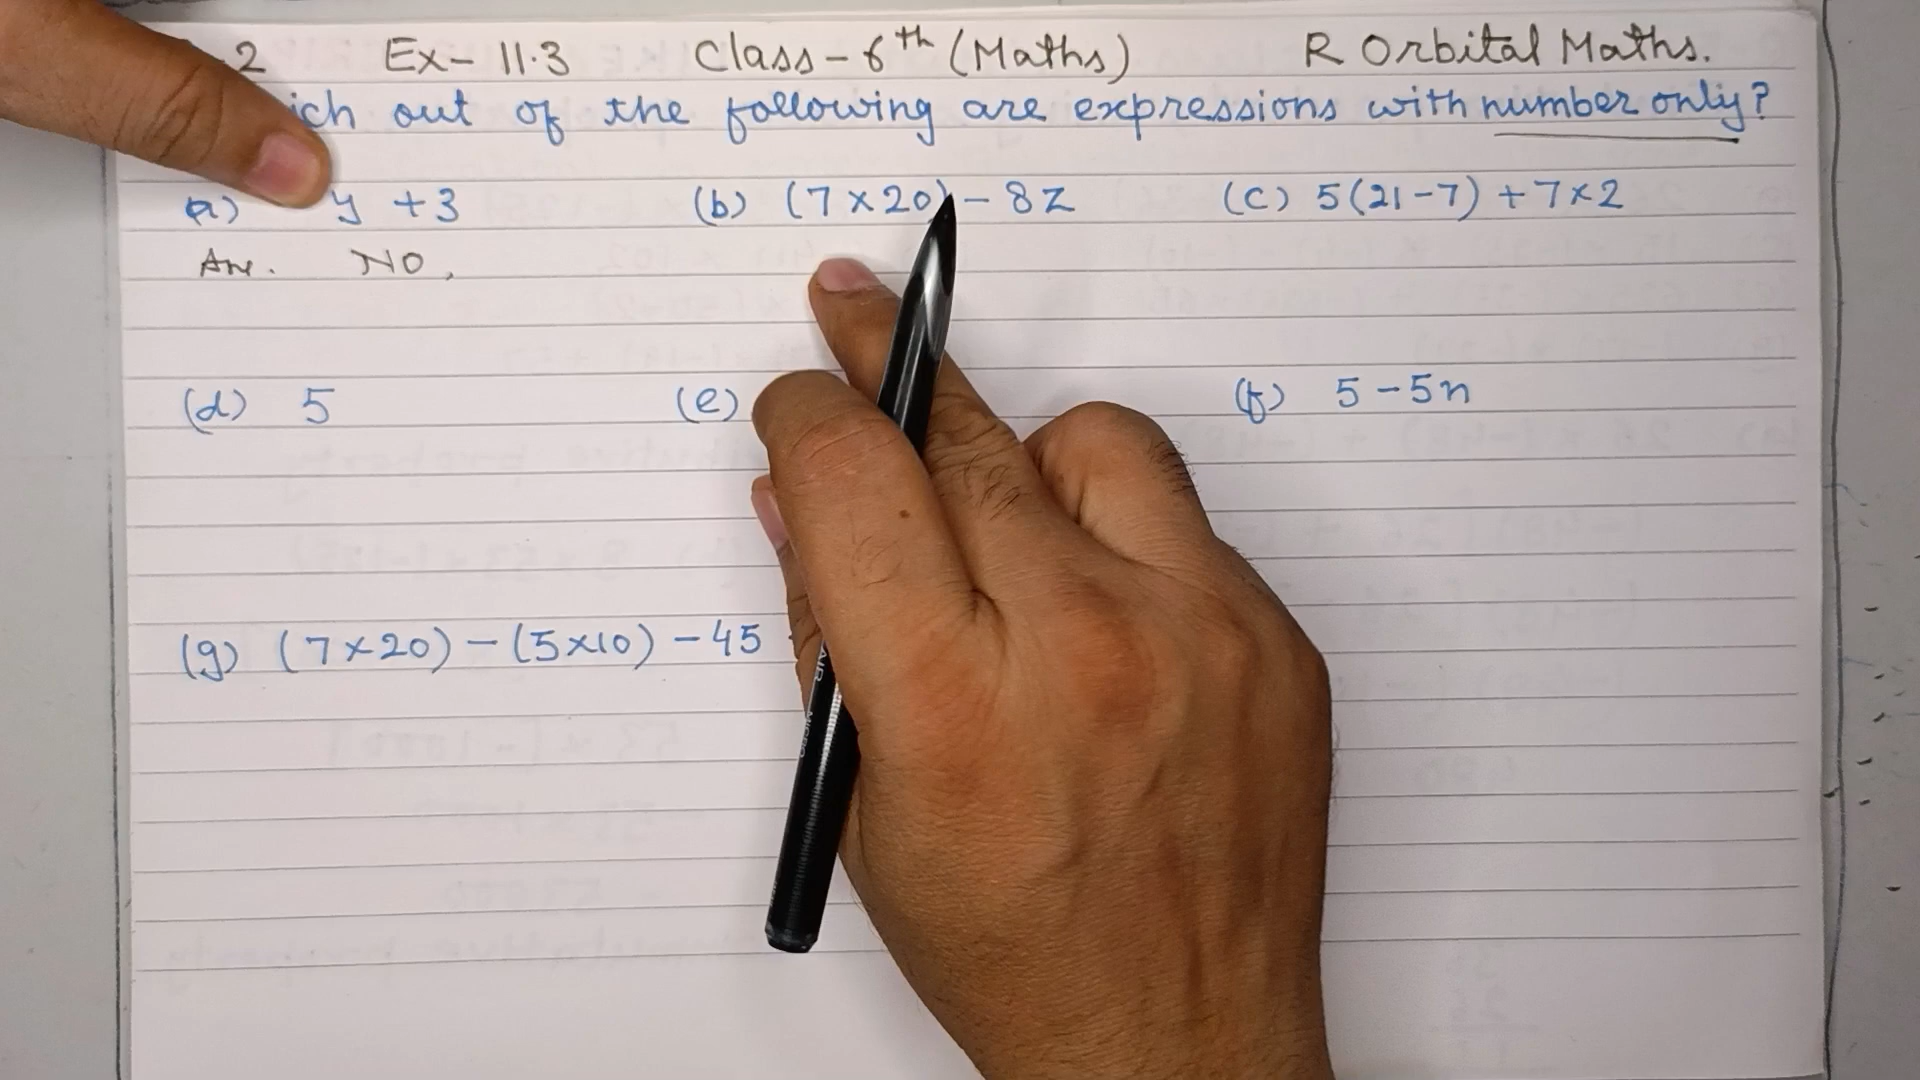 2 Ex- 11.3 Class - 6th (Maths) R Orbital Maths.
out of the following are expressions with number only?
(a) y + 3 (b) (7 × 20) - 8z (c) 5(21-7) + 7×2
Ans. NO,
(d) 5 (e) (f) 5 - 5n
(g) (7×20) - (5×10) - 45